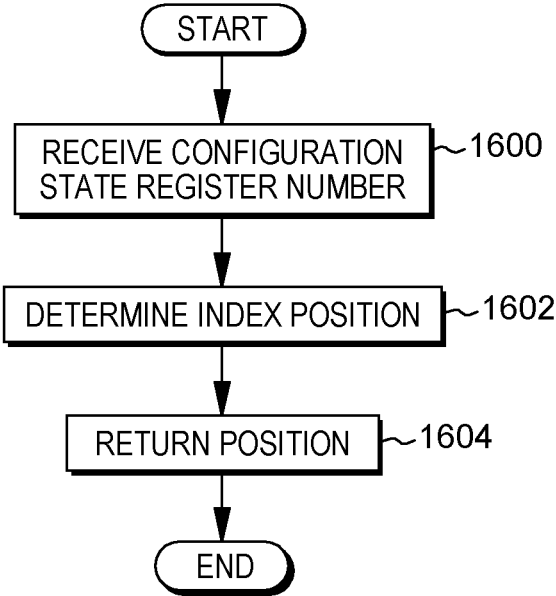 START
RECEIVE CONFIGURATION
STATE REGISTER NUMBER
1600
DETERMINE INDEX POSITION
1602
RETURN POSITION
1604
END